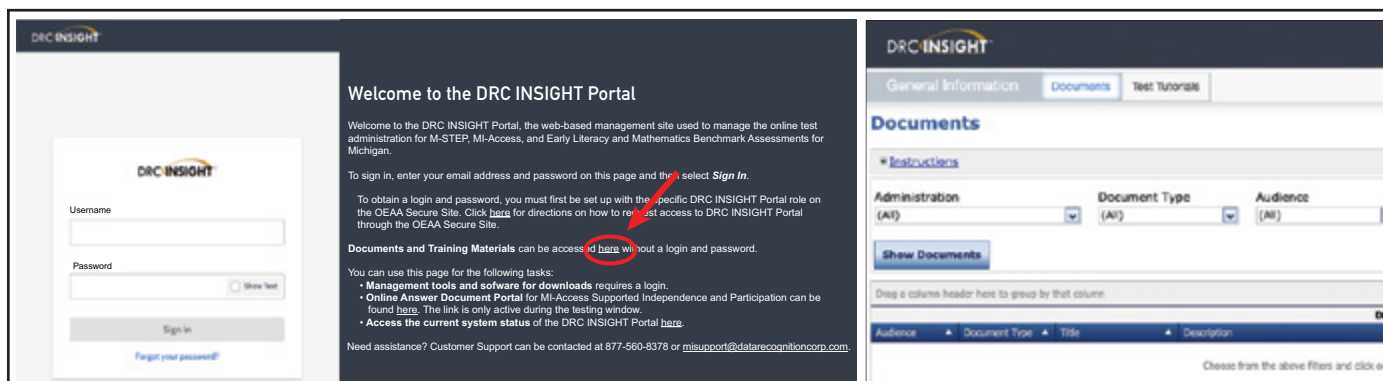 DRC INSIGHT
DRC INSIGHT
Username
Password
Show Text
Sign in
Forgot your password?
Welcome to the DRC INSIGHT Portal
Welcome to the DRC INSIGHT Portal, the web-based management site used to manage the online test
administration for M-STEP, MI-Access, and Early Literacy and Mathematics Benchmark Assessments for
Michigan.
To sign in, enter your email address and password on this page and then select Sign In.
To obtain a login and password, you must first be set up with the specific DRC INSIGHT Portal role on
the OEAA Secure Site. Click here for directions on how to request access to DRC INSIGHT Portal
through the OEAA Secure Site.
Documents and Training Materials can be accessed here without a login and password.
You can use this page for the following tasks:
• Management tools and sofware for downloads requires a login.
• Online Answer Document Portal for MI-Access Supported Independence and Participation can be
found here. The link is only active during the testing window.
• Access the current system status of the DRC INSIGHT Portal here.
Need assistance? Customer Support can be contacted at 877-560-8378 or misupport@datarecognitioncorp.com.
DRC INSIGHT
General Information Documents Test Tutorials
Documents
Instructions
Administration Document Type Audience
(All) (All) (All)
Show Documents
Drag a column header here to group by that column
D
Audience Document Type Title Description
Choose from the above filters and click